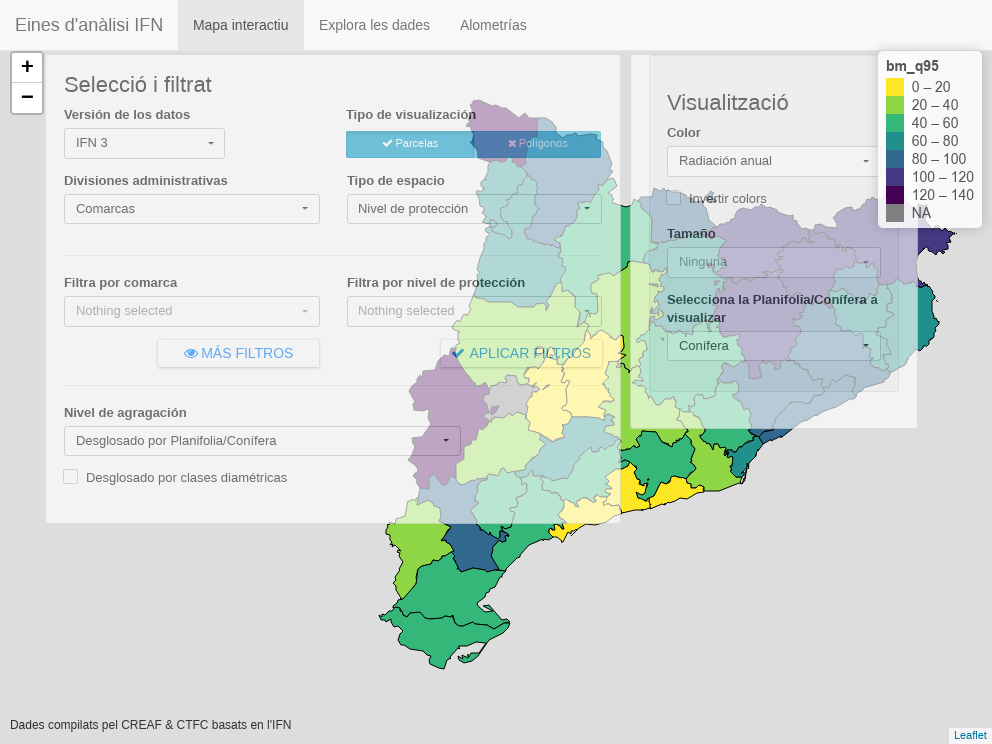 Eines d'anàlisi IFN
Mapa interactiu
Explora les dades
Alometrías
+
−
Selecció i filtrat
Versión de los datos
IFN 3
Tipo de visualización
Parcelas
Polígonos
Divisiones administrativas
Comarcas
Tipo de espacio
Nivel de protección
Filtra por comarca
Nothing selected
Filtra por nivel de protección
Nothing selected
MÁS FILTROS
APLICAR FILTROS
Nivel de agragación
Desglosado por Planifolia/Conífera
Desglosado por clases diamétricas
Visualització
Color
Radiación anual
Invertir colors
Tamaño
Ninguna
Selecciona la Planifolia/Conífera a
visualizar
Conífera
bm_q95
0 – 20
20 – 40
40 – 60
60 – 80
80 – 100
100 – 120
120 – 140
NA
Dades compilats pel CREAF & CTFC basats en l'IFN
Leaflet